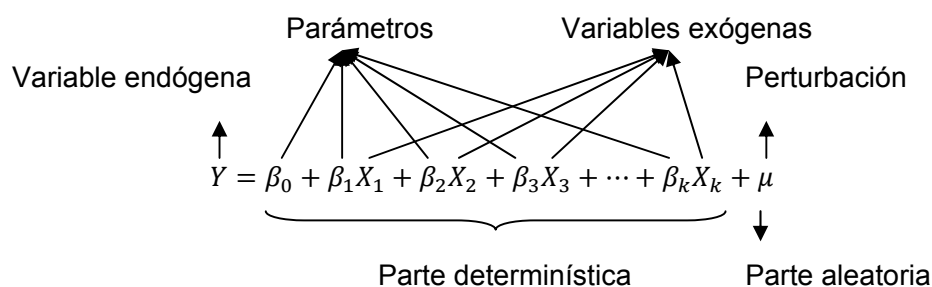 Parámetros Variables exógenas
Variable endógena Perturbación
Y = β₀ + β₁X₁ + β₂X₂ + β₃X₃ + ⋯ + βₖXₖ + μ
Parte determinística Parte aleatoria